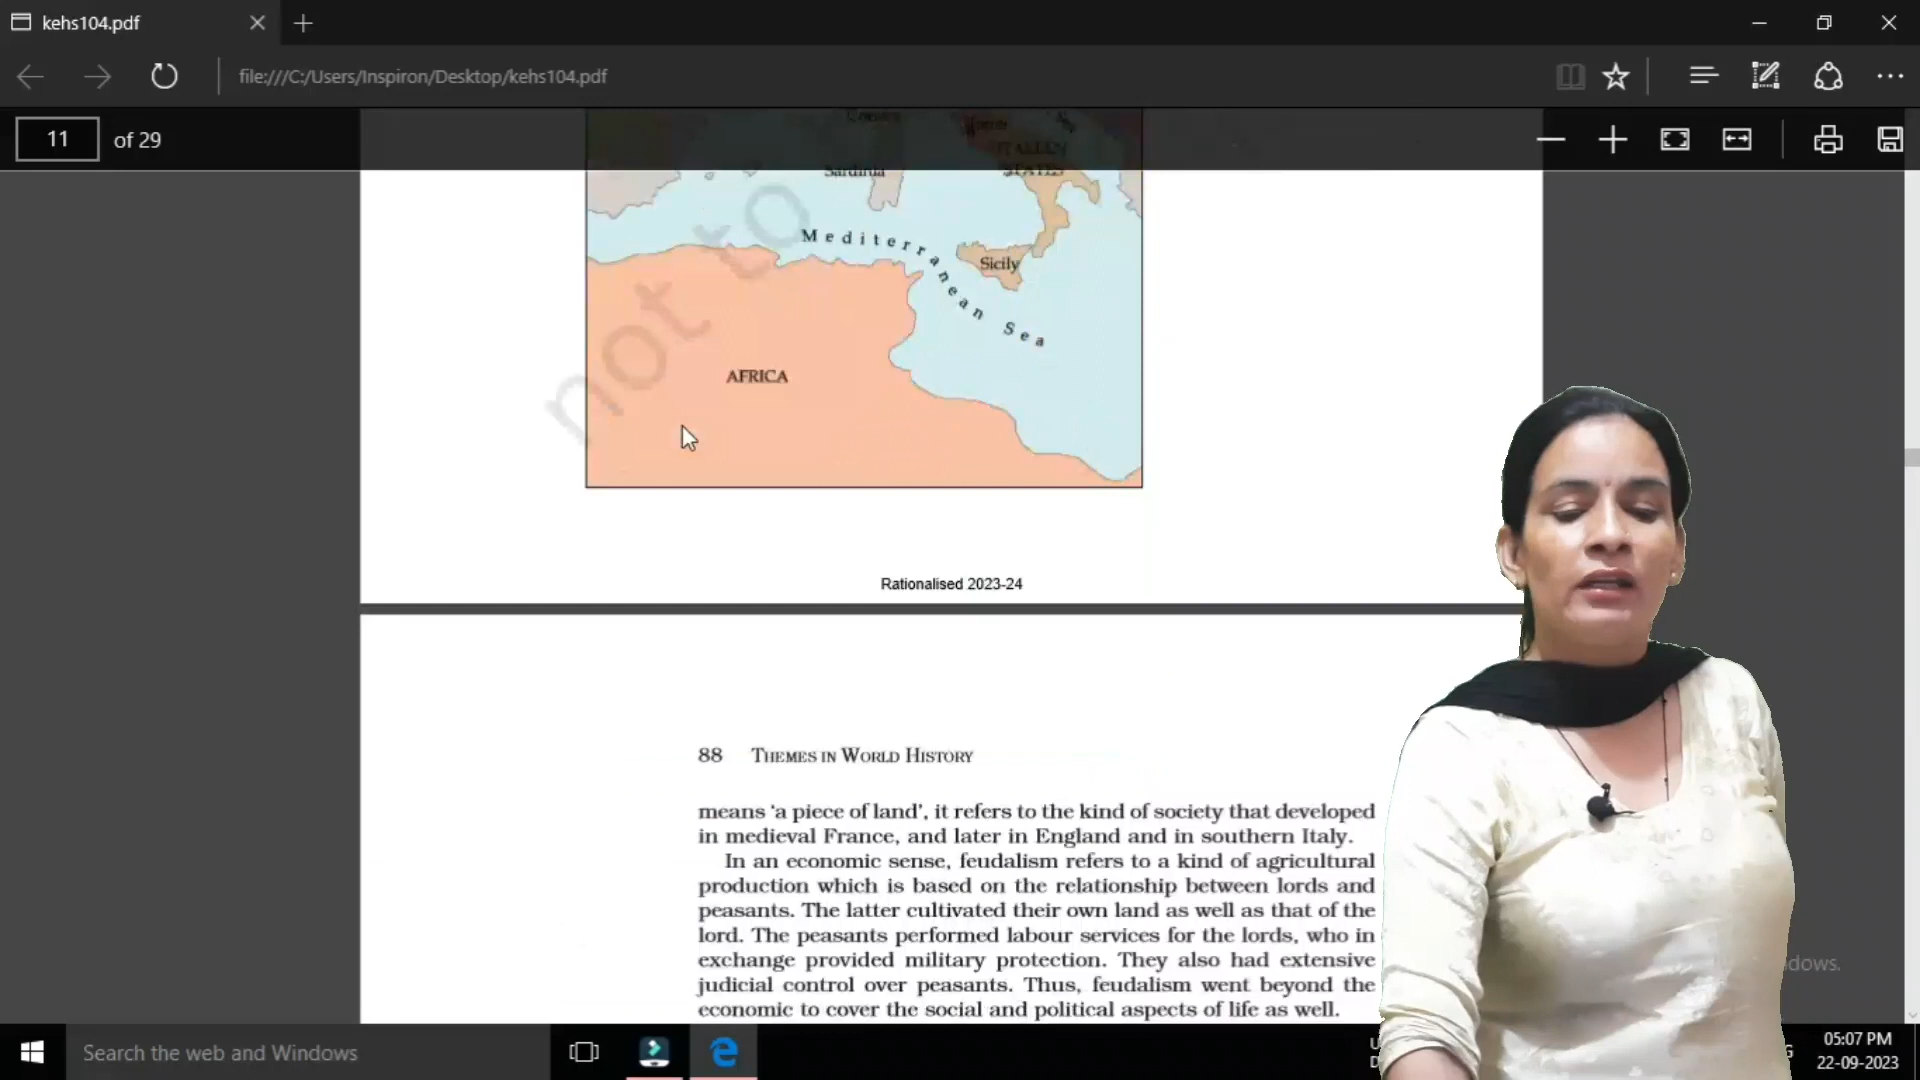 kehs104.pdf
file:///C:/Users/Inspiron/Desktop/kehs104.pdf
11 of 29
Sardinia
STATES
Mediterranean Sea
Sicily
not to
AFRICA
Rationalised 2023-24
88 THEMES IN WORLD HISTORY
means ‘a piece of land’, it refers to the kind of society that developed
in medieval France, and later in England and in southern Italy.
In an economic sense, feudalism refers to a kind of agricultural
production which is based on the relationship between lords and
peasants. The latter cultivated their own land as well as that of the
lord. The peasants performed labour services for the lords, who in
exchange provided military protection. They also had extensive
judicial control over peasants. Thus, feudalism went beyond the
economic to cover the social and political aspects of life as well.
dows.
Search the web and Windows
05:07 PM
22-09-2023